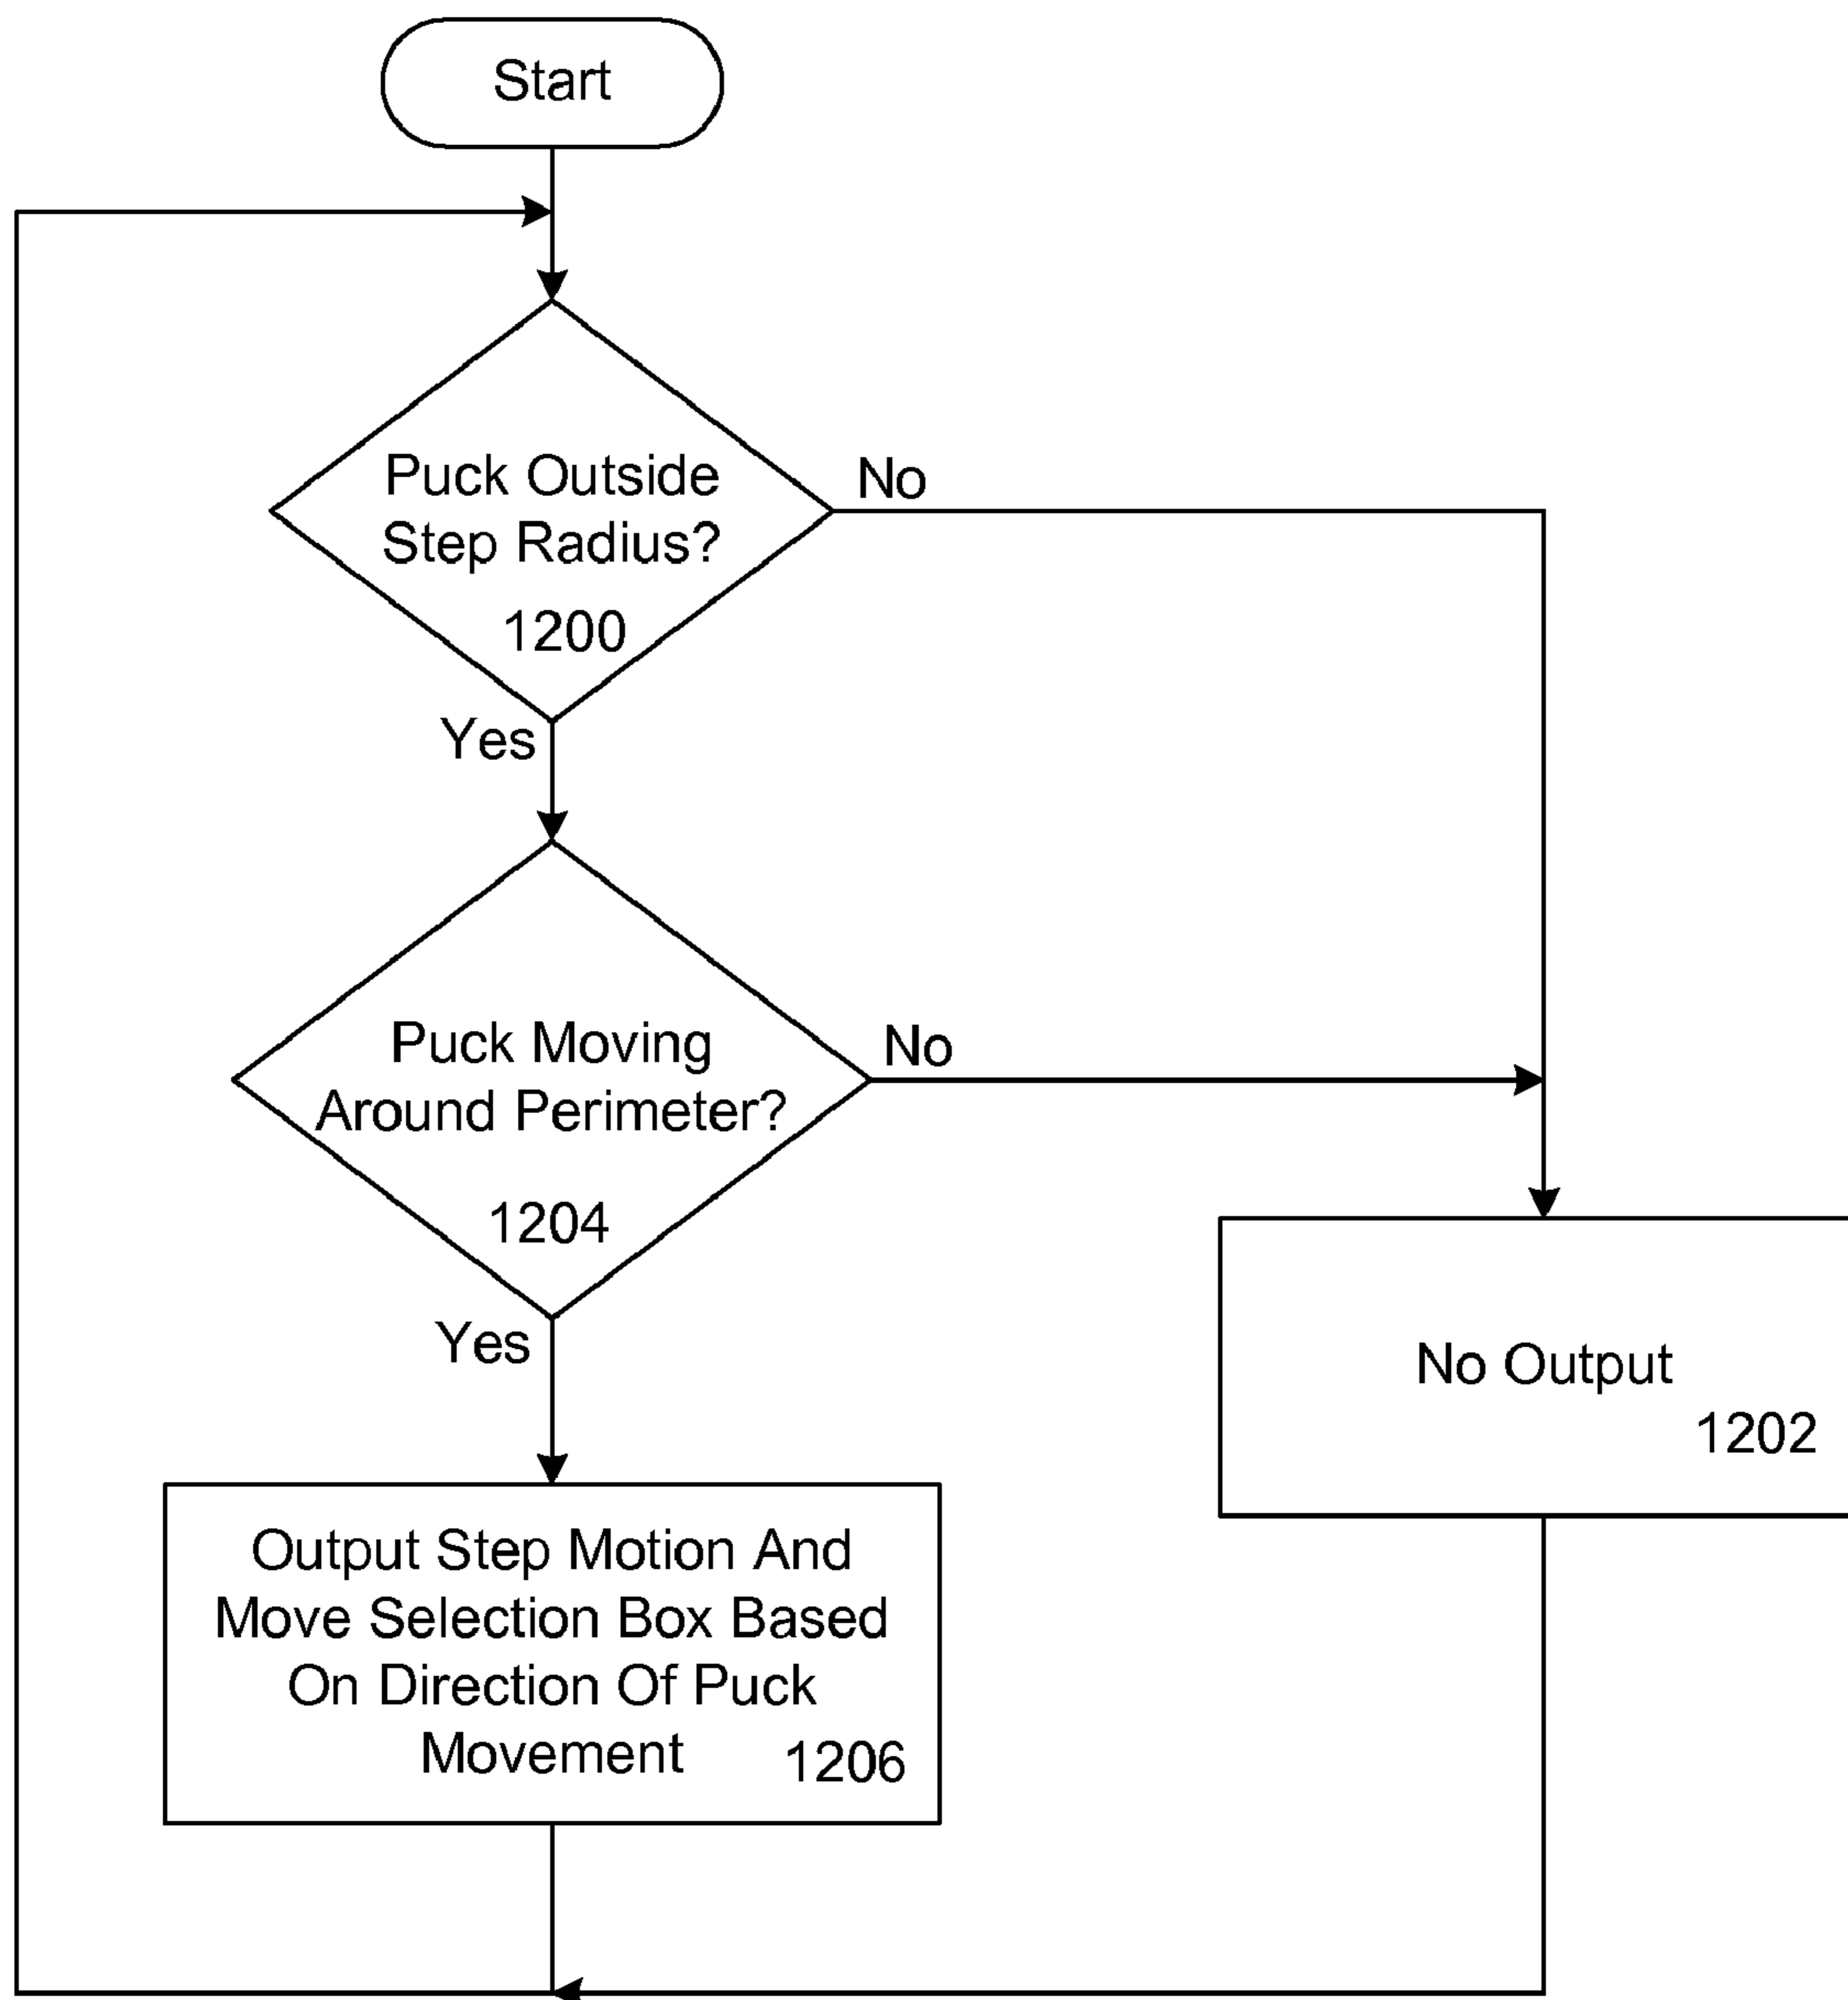 Start
Puck Outside
Step Radius?
1200
No
Yes
Puck Moving
Around Perimeter?
1204
No
Yes
No Output
1202
Output Step Motion And
Move Selection Box Based
On Direction Of Puck
Movement 1206